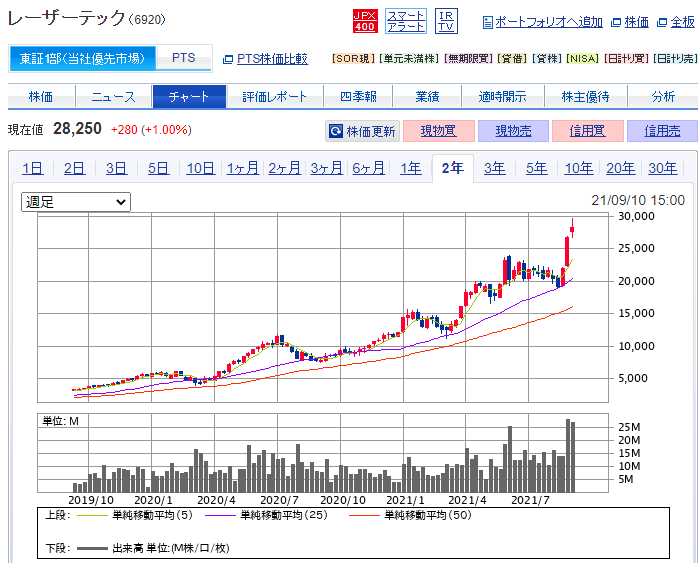 レーザーテック (6920)
JPX 400 スマート アラート IR TV ポートフォリオへ追加 株価 全板
東証1部(当社優先市場) PTS PTS株価比較 [SOR現] [単元未満株] [無期限買] [貸借] [貸株] [NISA] [日計り買] [日計り売]
株価 ニュース チャート 評価レポート 四季報 業績 適時開示 株主優待 分析
現在値 28,250 +280 (+1.00%) 株価更新 現物買 現物売 信用買 信用売
1日 2日 3日 5日 10日 1ヶ月 2ヶ月 3ヶ月 6ヶ月 1年 2年 3年 5年 10年 20年 30年
週足 21/09/10 15:00
30,000
25,000
20,000
15,000
10,000
5,000
単位: M
25M
20M
15M
10M
5M
2019/10 2020/1 2020/4 2020/7 2020/10 2021/1 2021/4 2021/7
上段: 単純移動平均(5) 単純移動平均(25) 単純移動平均(50)
下段: 出来高 単位:(M株/口/枚)